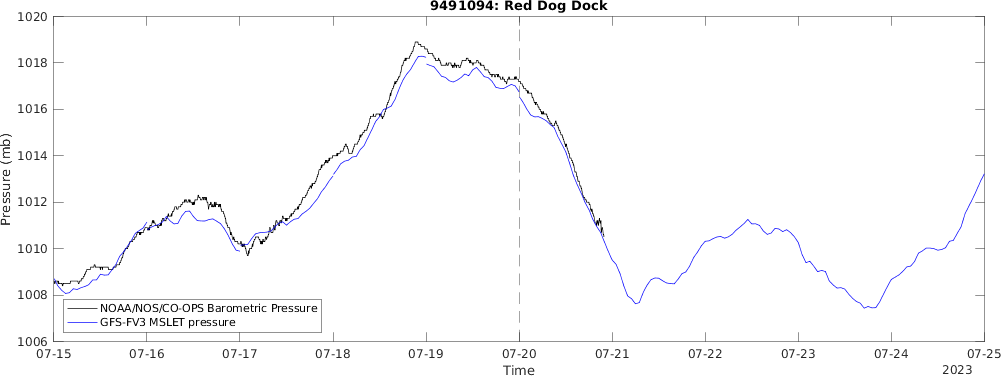 9491094: Red Dog Dock
Pressure (mb)
1020
1018
1016
1014
1012
1010
1008
1006
NOAA/NOS/CO-OPS Barometric Pressure
GFS-FV3 MSLET pressure
07-15 07-16 07-17 07-18 07-19 07-20 07-21 07-22 07-23 07-24 07-25
Time
2023